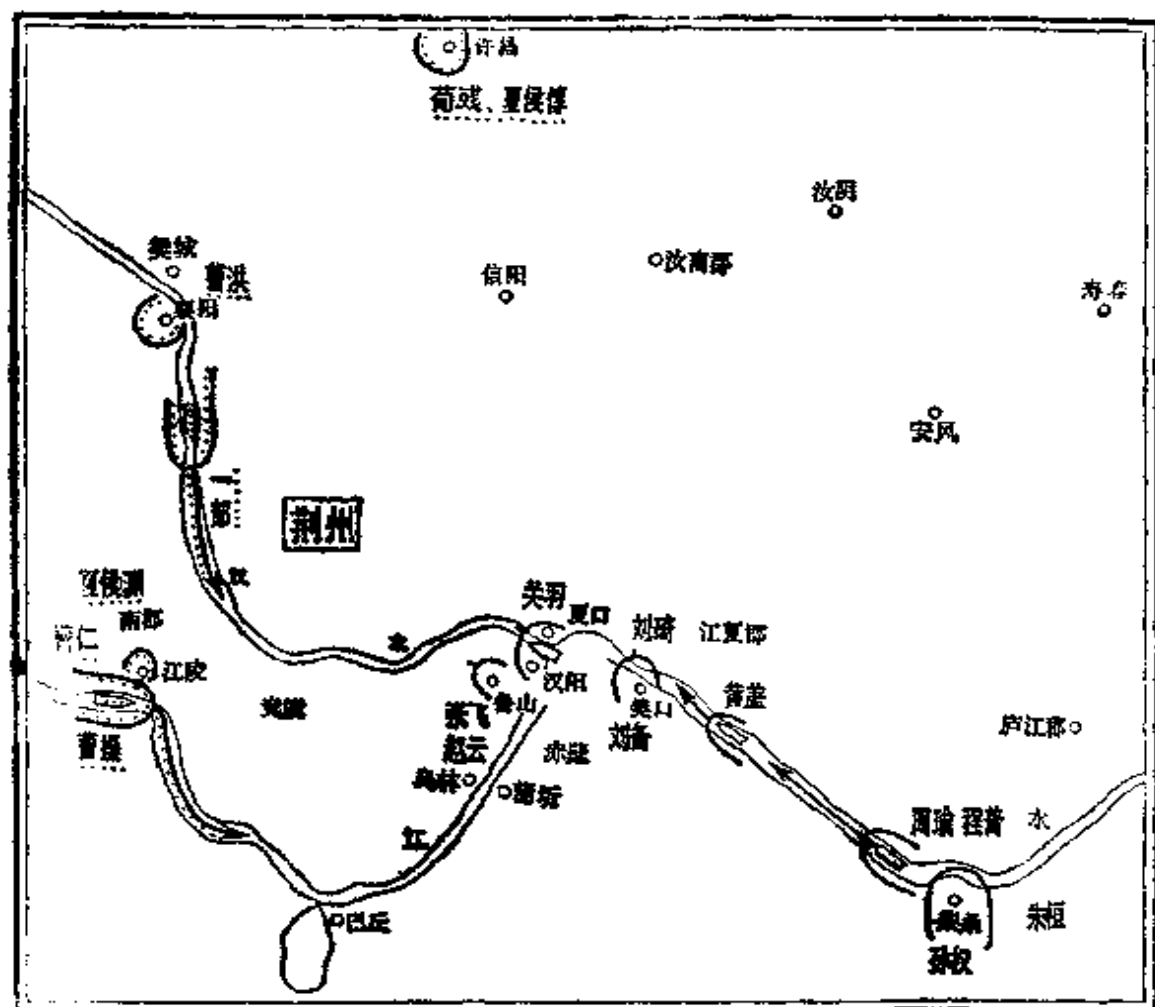 许昌
荀彧、夏侯惇
汝阴
樊城
曹洪
信阳
汝南郡
寿春
襄阳
安风
一部
荆州
汉
夏侯渊
南郡
曹仁
江陵
关羽
夏口
刘琦
江夏郡
水
汉阳
鲁山
樊口
黄盖
张飞
赵云
刘备
庐江郡
曹操
赤壁
乌林
蒲圻
江
周瑜 程普
水
巴丘
柴桑
朱桓
孙权